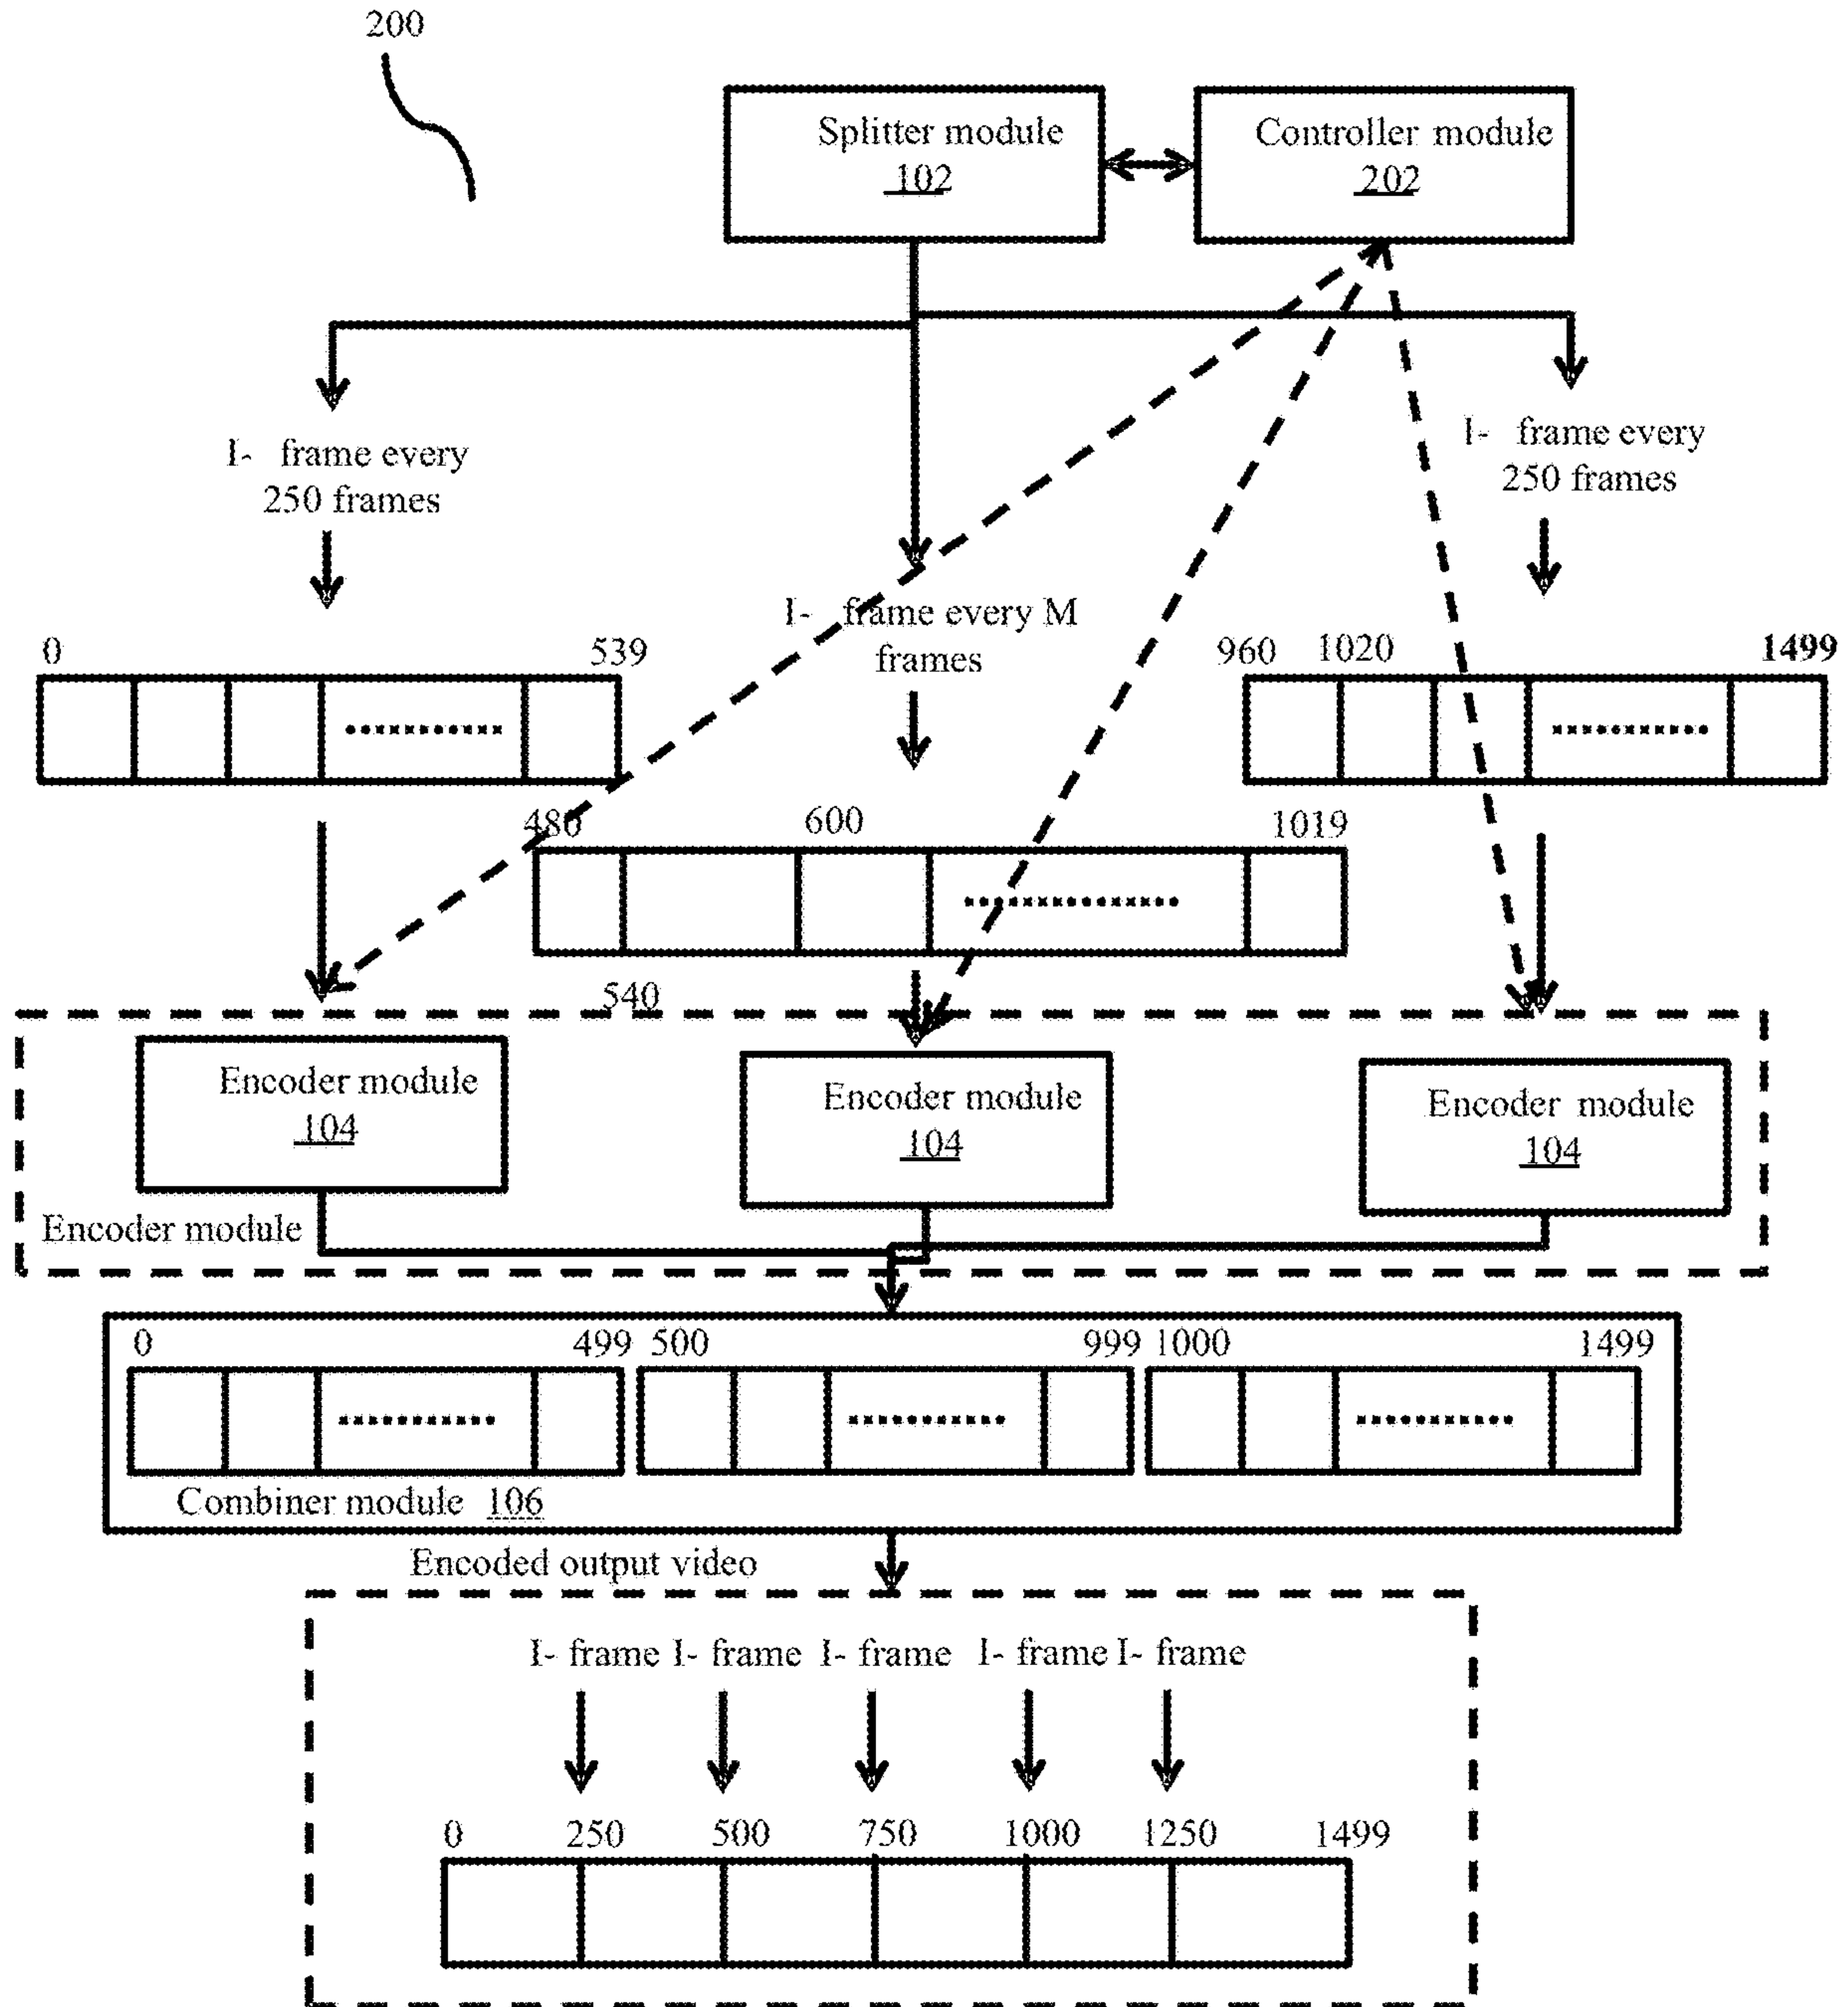 200
Splitter module
102
Controller module
202
I- frame every
250 frames
I- frame every M
frames
I- frame every
250 frames
0 539
960 1020 1499
480 600 1019
540
Encoder module
104
Encoder module
104
Encoder module
104
Encoder module
0 499 500 999 1000 1499
Combiner module 106
Encoded output video
I- frame I- frame I- frame I- frame I- frame
0 250 500 750 1000 1250 1499